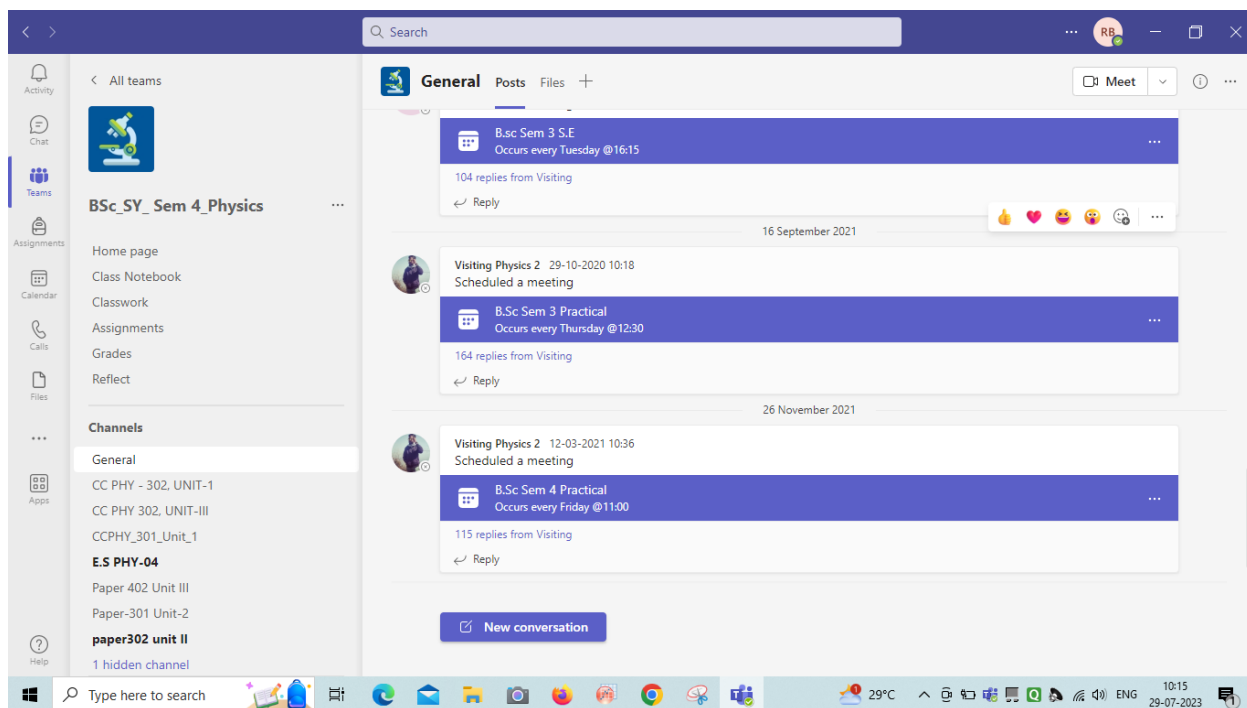 Search
RB
Activity
Chat
Teams
Assignments
Calendar
Calls
Files
Apps
Help
All teams
BSc_SY_ Sem 4_Physics
Home page
Class Notebook
Classwork
Assignments
Grades
Reflect
Channels
General
CC PHY - 302, UNIT-1
CC PHY 302, UNIT-III
CCPHY_301_Unit_1
E.S PHY-04
Paper 402 Unit III
Paper-301 Unit-2
paper302 unit II
1 hidden channel
General Posts Files
Meet
B.sc Sem 3 S.E
Occurs every Tuesday @16:15
104 replies from Visiting
Reply
16 September 2021
Visiting Physics 2 29-10-2020 10:18
Scheduled a meeting
B.Sc Sem 3 Practical
Occurs every Thursday @12:30
164 replies from Visiting
Reply
26 November 2021
Visiting Physics 2 12-03-2021 10:36
Scheduled a meeting
B.Sc Sem 4 Practical
Occurs every Friday @11:00
115 replies from Visiting
Reply
New conversation
Type here to search
29°C
ENG
10:15
29-07-2023